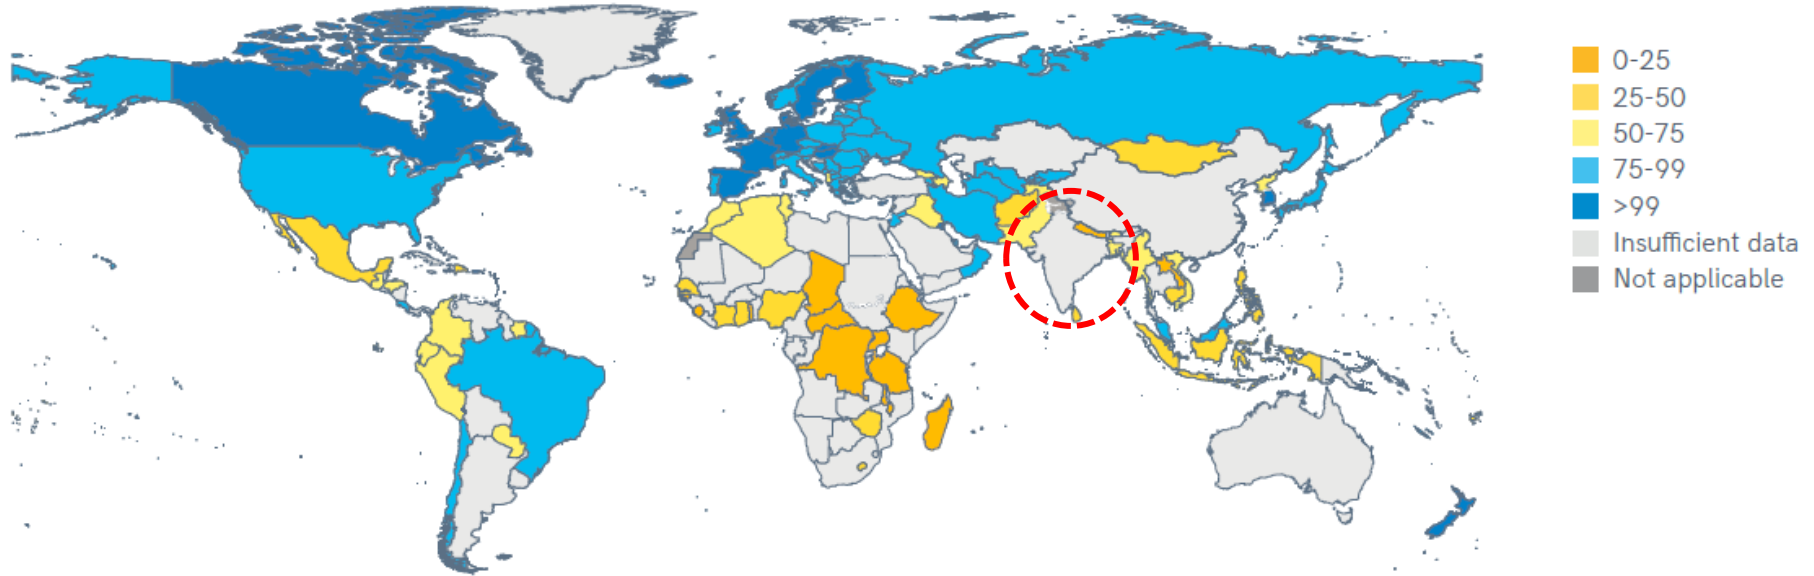 0-25
25-50
50-75
75-99
>99
Insufficient data
Not applicable